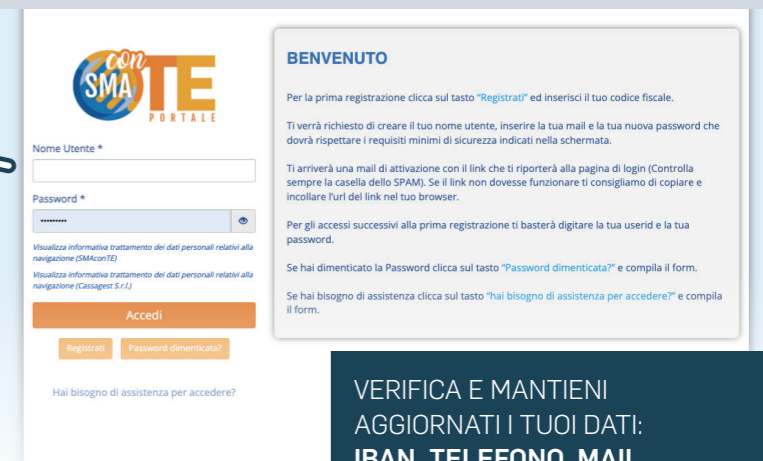 con
SMA TE
PORTALE
Nome Utente *
Password *
Visualizza informativa trattamento dei dati personali relativi alla
navigazione (SMAconTE)
Visualizza informativa trattamento dei dati personali relativi alla
navigazione (Cassagest S.r.l.)
Accedi
Registrati Password dimenticata?
Hai bisogno di assistenza per accedere?
BENVENUTO
Per la prima registrazione clicca sul tasto “Registrati” ed inserisci il tuo codice fiscale.
Ti verrà richiesto di creare il tuo nome utente, inserire la tua mail e la tua nuova password che
dovrà rispettare i requisiti minimi di sicurezza indicati nella schermata.
Ti arriverà una mail di attivazione con il link che ti riporterà alla pagina di login (Controlla
sempre la casella dello SPAM). Se il link non dovesse funzionare ti consigliamo di copiare e
incollare l'url del link nel tuo browser.
Per gli accessi successivi alla prima registrazione ti basterà digitare la tua userid e la tua
password.
Se hai dimenticato la Password clicca sul tasto “Password dimenticata?” e compila il form.
Se hai bisogno di assistenza clicca sul tasto “hai bisogno di assistenza per accedere?” e compila
il form.
VERIFICA E MANTIENI
AGGIORNATI I TUOI DATI:
IBAN, TELEFONO, MAIL